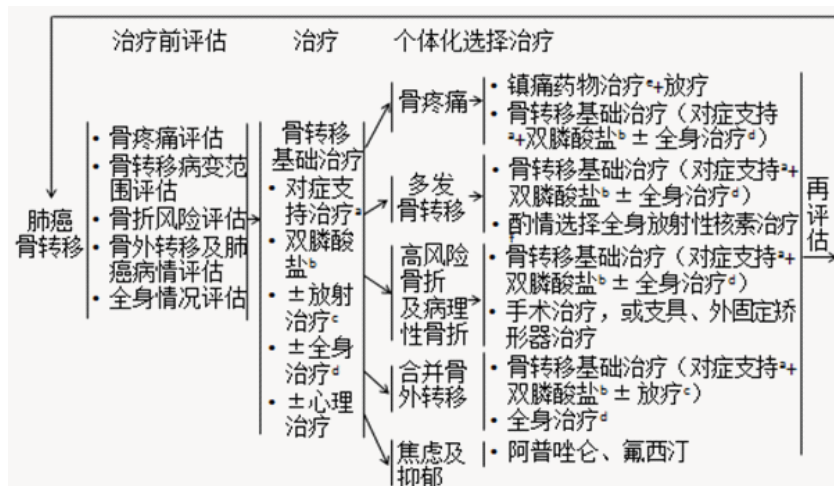 治疗前评估
治疗
个体化选择治疗
肺癌
骨转移
• 骨疼痛评估
• 骨转移病变范
围评估
• 骨折风险评估
• 骨外转移及肺
癌病情评估
• 全身情况评估
骨转移
基础治疗
• 对症支
持治疗ᵃ
• 双膦酸
盐ᵇ
• ±放射
治疗ᶜ
• ±全身
治疗ᵈ
• ±心理
治疗
骨疼痛
• 镇痛药物治疗ᵉ+放疗
• 骨转移基础治疗（对症支持
ᵃ+双膦酸盐ᵇ ± 全身治疗ᵈ）
多发
骨转移
• 骨转移基础治疗（对症支持ᵃ+
双膦酸盐ᵇ ± 全身治疗ᵈ）
• 酌情选择全身放射性核素治疗
f
高风险
骨折
及病理
性骨折
• 骨转移基础治疗（对症支持ᵃ+
双膦酸盐ᵇ ± 全身治疗ᵈ）
• 手术治疗，或支具、外固定矫
形器治疗
合并骨
外转移
• 骨转移基础治疗（对症支持ᵃ+
双膦酸盐ᵇ ± 放疗ᶜ）
• 全身治疗ᵈ
焦虑及
抑郁
• 阿普唑仑、氟西汀
再评估